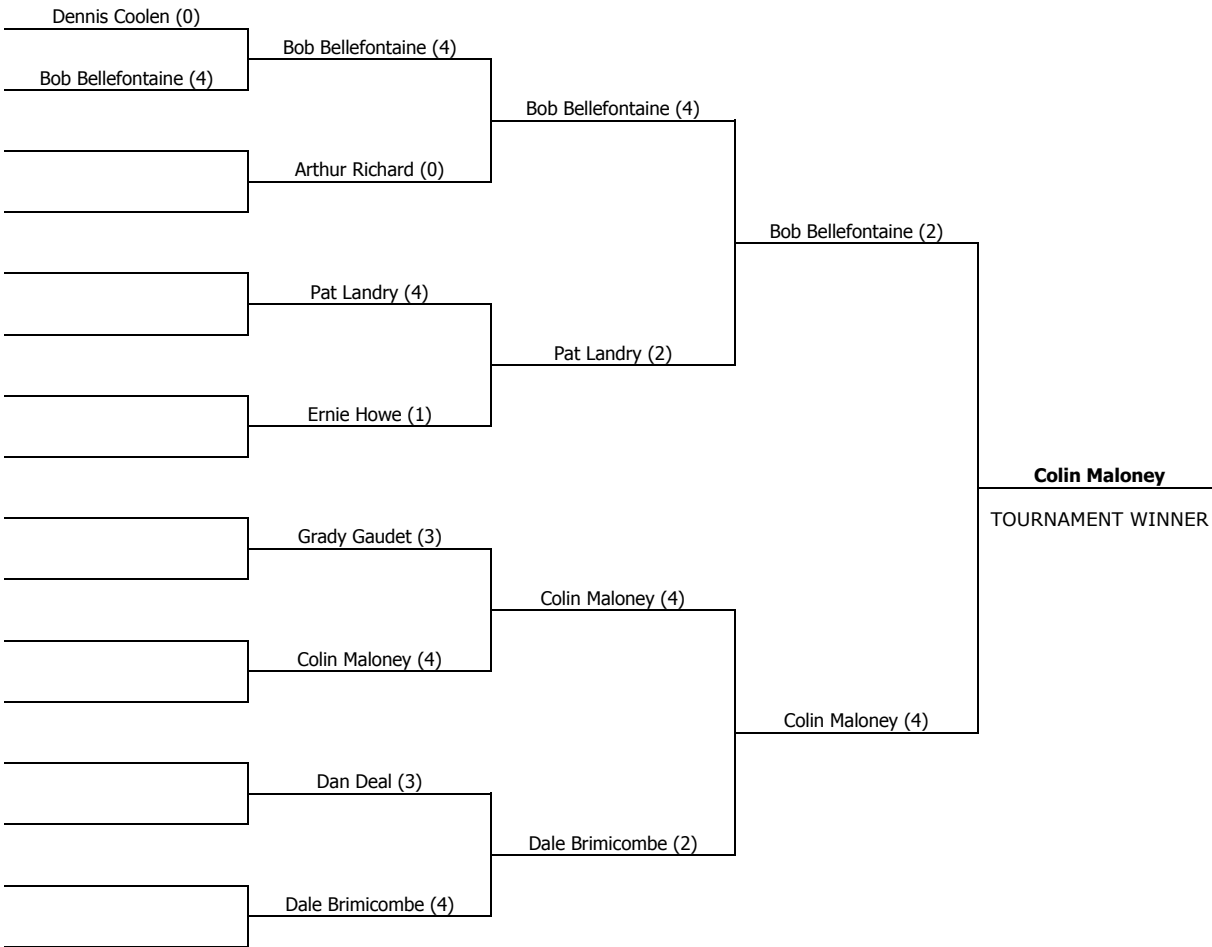 Dennis Coolen (0)
Bob Bellefontaine (4)
Bob Bellefontaine (4)
Bob Bellefontaine (4)
Arthur Richard (0)
Bob Bellefontaine (2)
Pat Landry (4)
Pat Landry (2)
Ernie Howe (1)
Colin Maloney
TOURNAMENT WINNER
Grady Gaudet (3)
Colin Maloney (4)
Colin Maloney (4)
Colin Maloney (4)
Dan Deal (3)
Dale Brimicombe (2)
Dale Brimicombe (4)